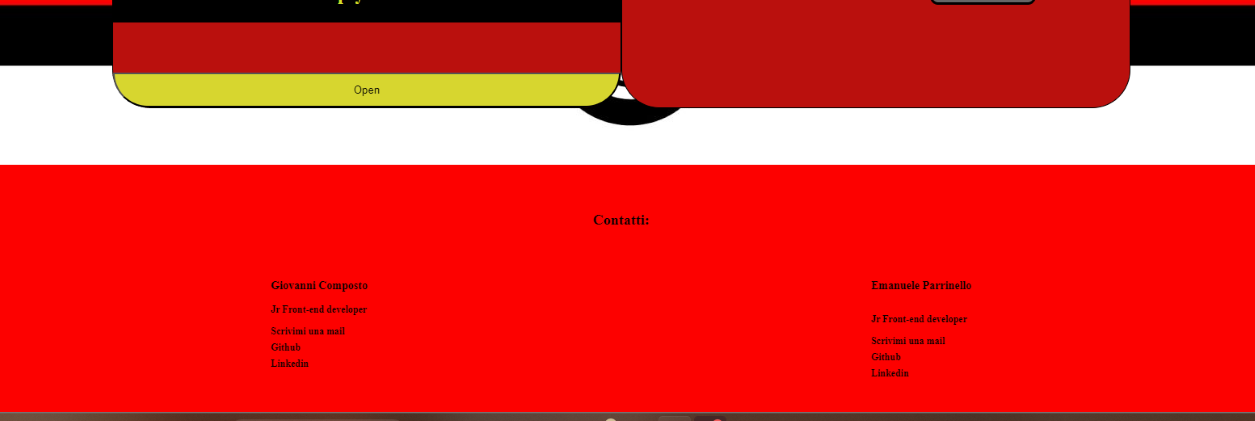 Open
Contatti:
Giovanni Composto
Jr Front-end developer
Scrivimi una mail
Github
Linkedin
Emanuele Parrinello
Jr Front-end developer
Scrivimi una mail
Github
Linkedin